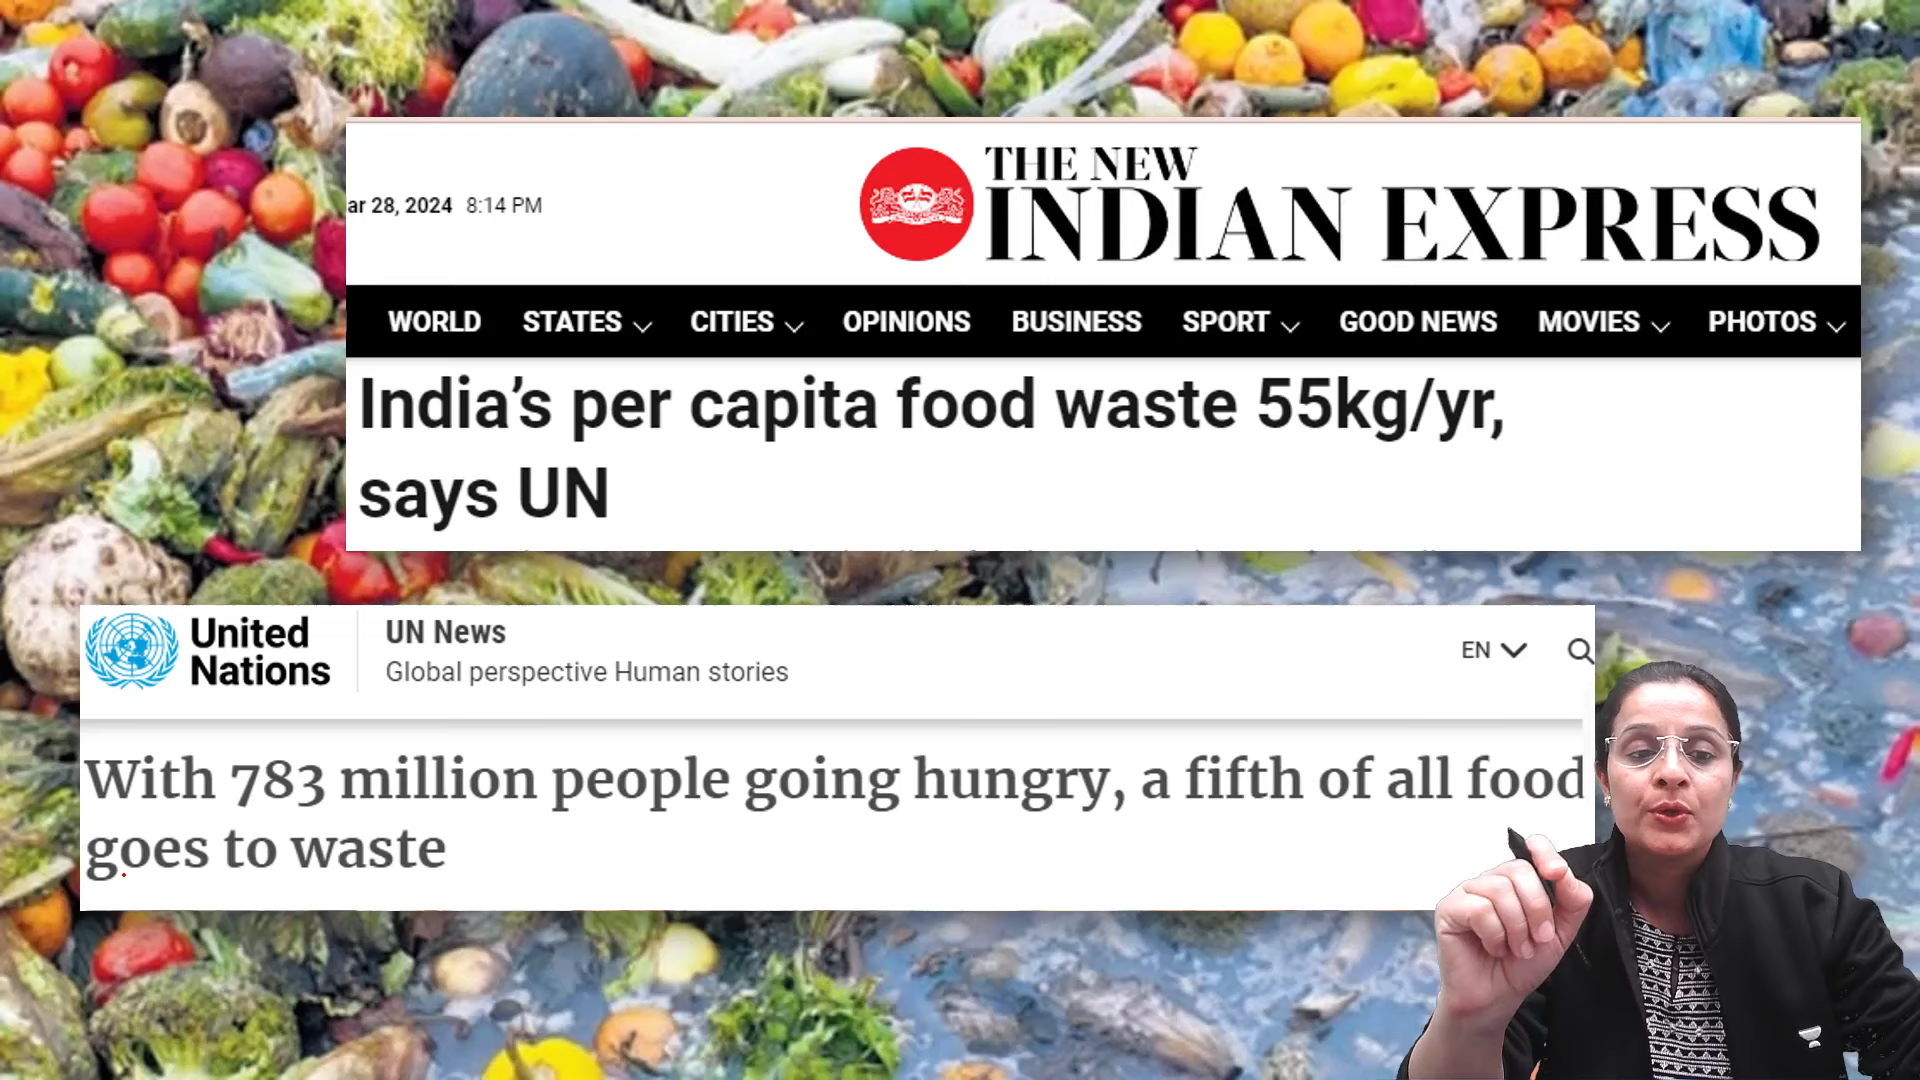 THE NEW
INDIAN EXPRESS
ar 28, 2024 8:14 PM
WORLD STATES CITIES OPINIONS BUSINESS SPORT GOOD NEWS MOVIES PHOTOS
India’s per capita food waste 55kg/yr,
says UN
United
Nations
UN News
Global perspective Human stories
EN
With 783 million people going hungry, a fifth of all food
goes to waste